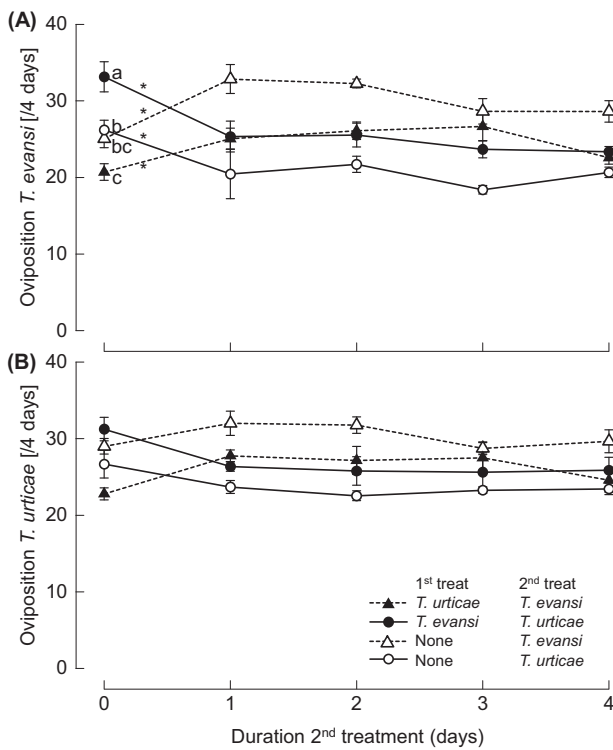 (A)
40
30
20
10
0
Oviposition T. evansi [/4 days]
a
b
bc
c
*
*
*
*
(B)
40
30
20
10
0
Oviposition T. urticae [/4 days]
1st treat 2nd treat
T. urticae T. evansi
T. evansi T. urticae
None T. evansi
None T. urticae
0 1 2 3 4
Duration 2nd treatment (days)